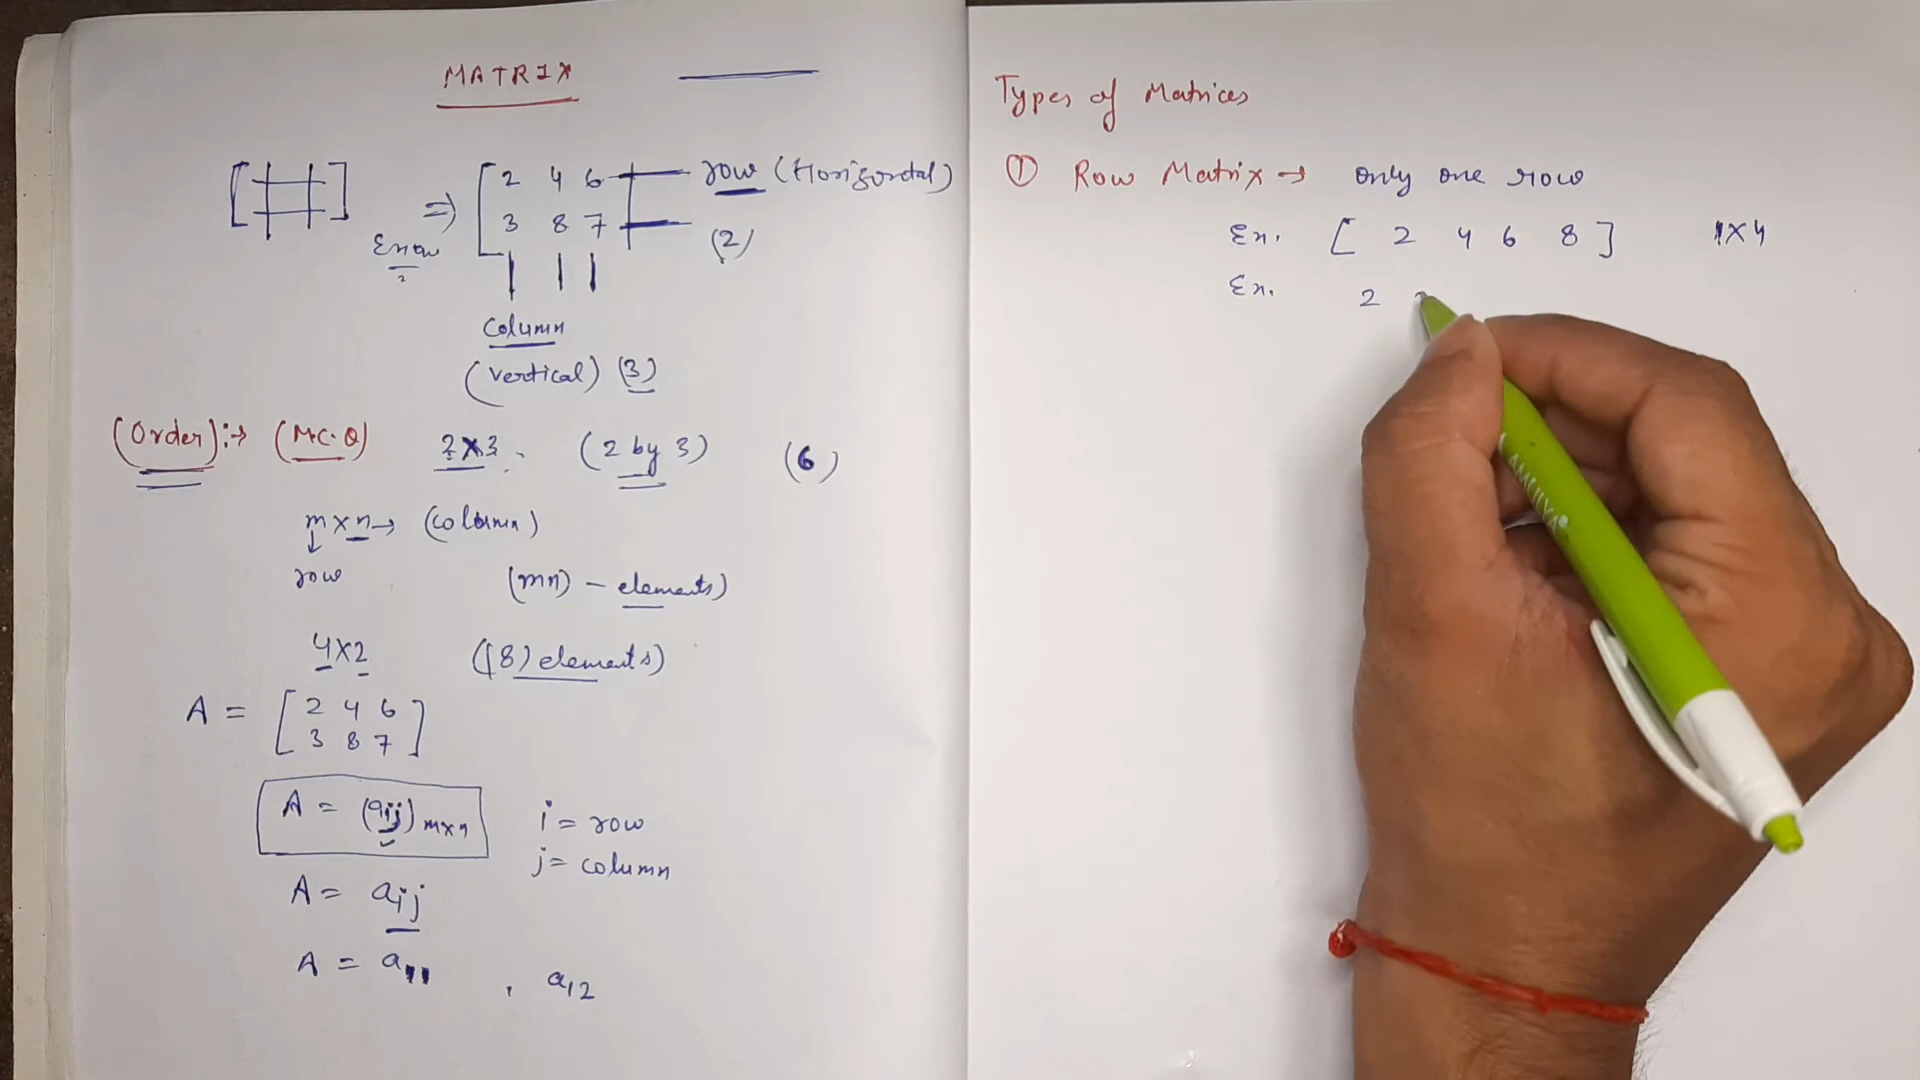 MATRIX
[ ] ⇒ [ 2 4 6 row (Horizontal)
Enew 3 8 7 (2)
column
(vertical) (3)
(Order):→ (M.C.Q) 2×3 (2 by 3) (6)
m×n→ (column)
↓
row
(mn) - elements)
4×2 (8) elements)
A = [ 2 4 6
3 8 7 ]
A = (aij) m×n i = row
j = column
A = aij
A = a11 , a12
Types of Matrices
① Row Matrix → only one row
Ex. [ 2 4 6 8 ] 1×4
Ex. 2
AMULYA